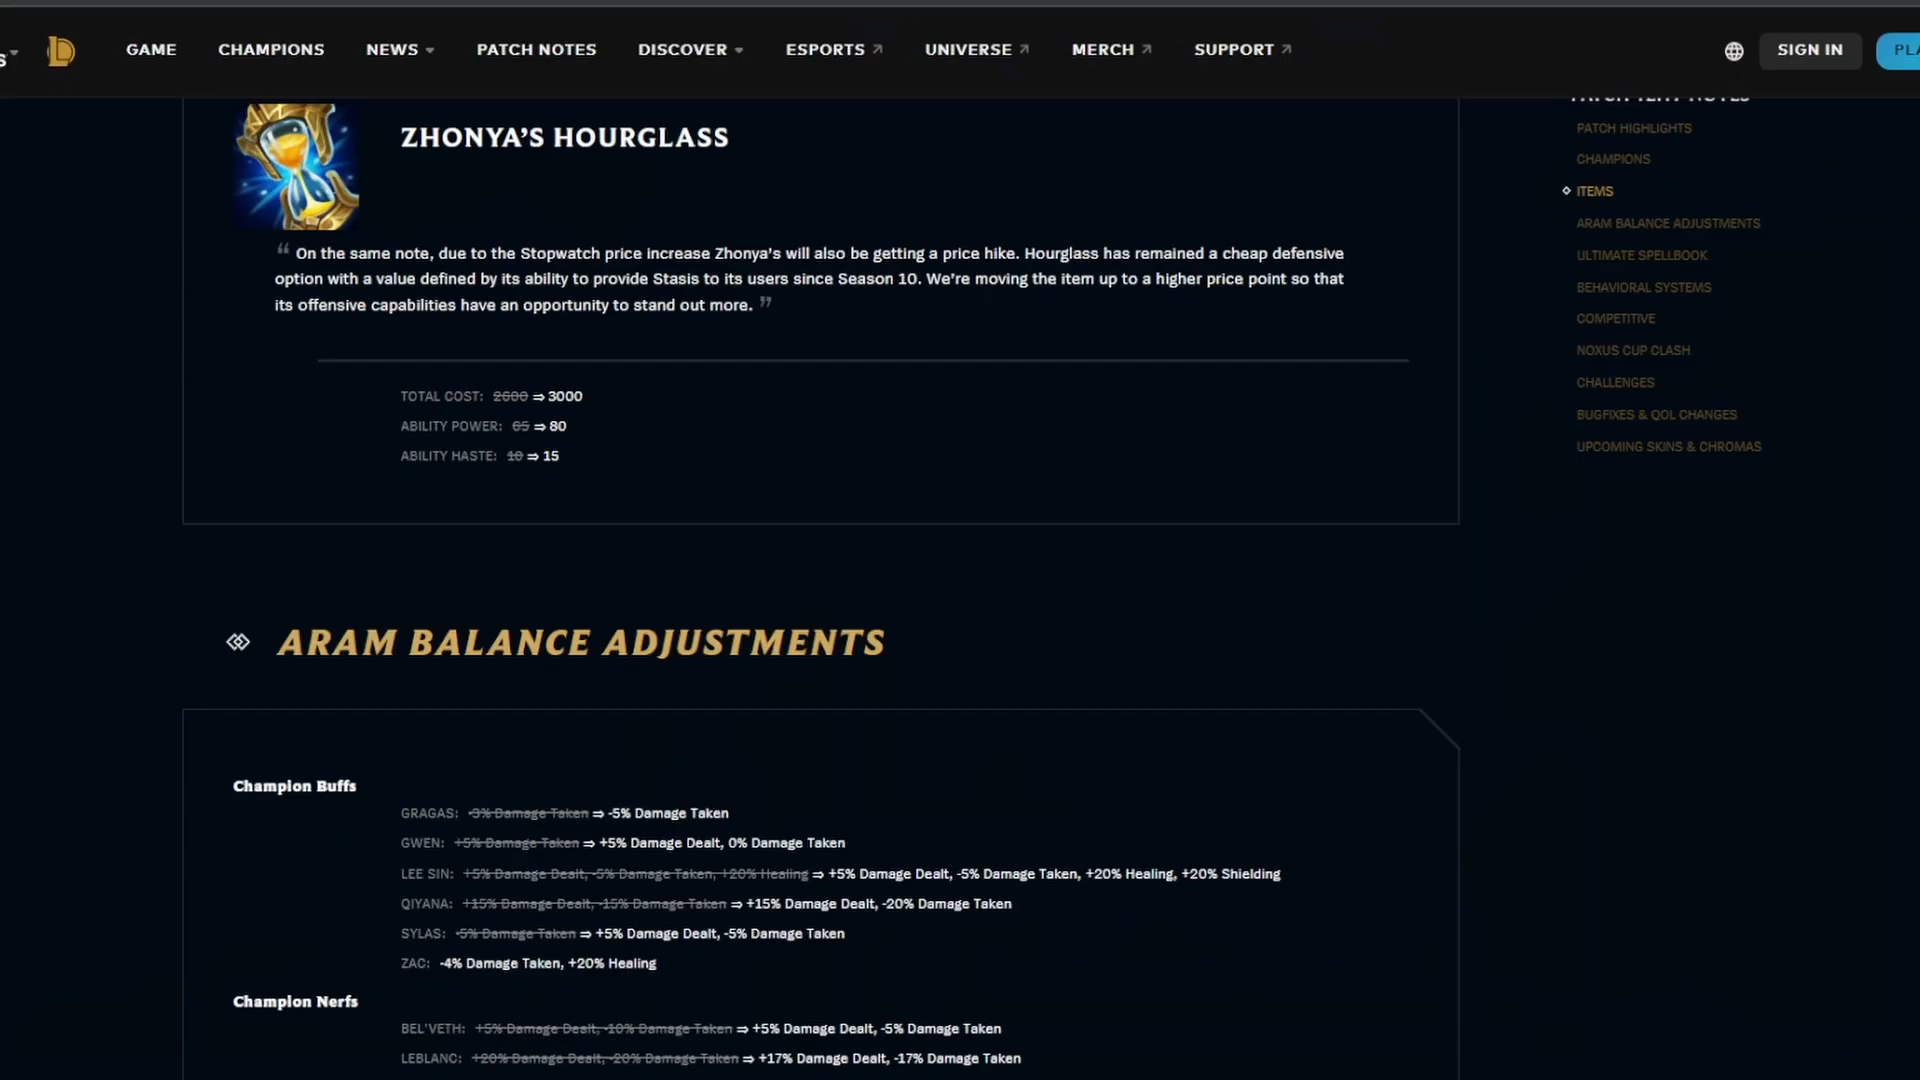 GAME
CHAMPIONS
NEWS
PATCH NOTES
DISCOVER
ESPORTS
UNIVERSE
MERCH
SUPPORT
SIGN IN
ZHONYA’S HOURGLASS
“ On the same note, due to the Stopwatch price increase Zhonya’s will also be getting a price hike. Hourglass has remained a cheap defensive
option with a value defined by its ability to provide Stasis to its users since Season 10. We’re moving the item up to a higher price point so that
its offensive capabilities have an opportunity to stand out more. ”
TOTAL COST: 2600 ⇒ 3000
ABILITY POWER: 65 ⇒ 80
ABILITY HASTE: 10 ⇒ 15
ARAM BALANCE ADJUSTMENTS
Champion Buffs
GRAGAS: -3% Damage Taken ⇒ -5% Damage Taken
GWEN: +5% Damage Taken ⇒ +5% Damage Dealt, 0% Damage Taken
LEE SIN: +5% Damage Dealt, -5% Damage Taken, +20% Healing ⇒ +5% Damage Dealt, -5% Damage Taken, +20% Healing, +20% Shielding
QIYANA: +15% Damage Dealt, -15% Damage Taken ⇒ +15% Damage Dealt, -20% Damage Taken
SYLAS: -5% Damage Taken ⇒ +5% Damage Dealt, -5% Damage Taken
ZAC: -4% Damage Taken, +20% Healing
Champion Nerfs
BEL'VETH: +5% Damage Dealt, -10% Damage Taken ⇒ +5% Damage Dealt, -5% Damage Taken
LEBLANC: +20% Damage Dealt, -20% Damage Taken ⇒ +17% Damage Dealt, -17% Damage Taken
PATCH HIGHLIGHTS
CHAMPIONS
ITEMS
ARAM BALANCE ADJUSTMENTS
ULTIMATE SPELLBOOK
BEHAVIORAL SYSTEMS
COMPETITIVE
NOXUS CUP CLASH
CHALLENGES
BUGFIXES & QOL CHANGES
UPCOMING SKINS & CHROMAS